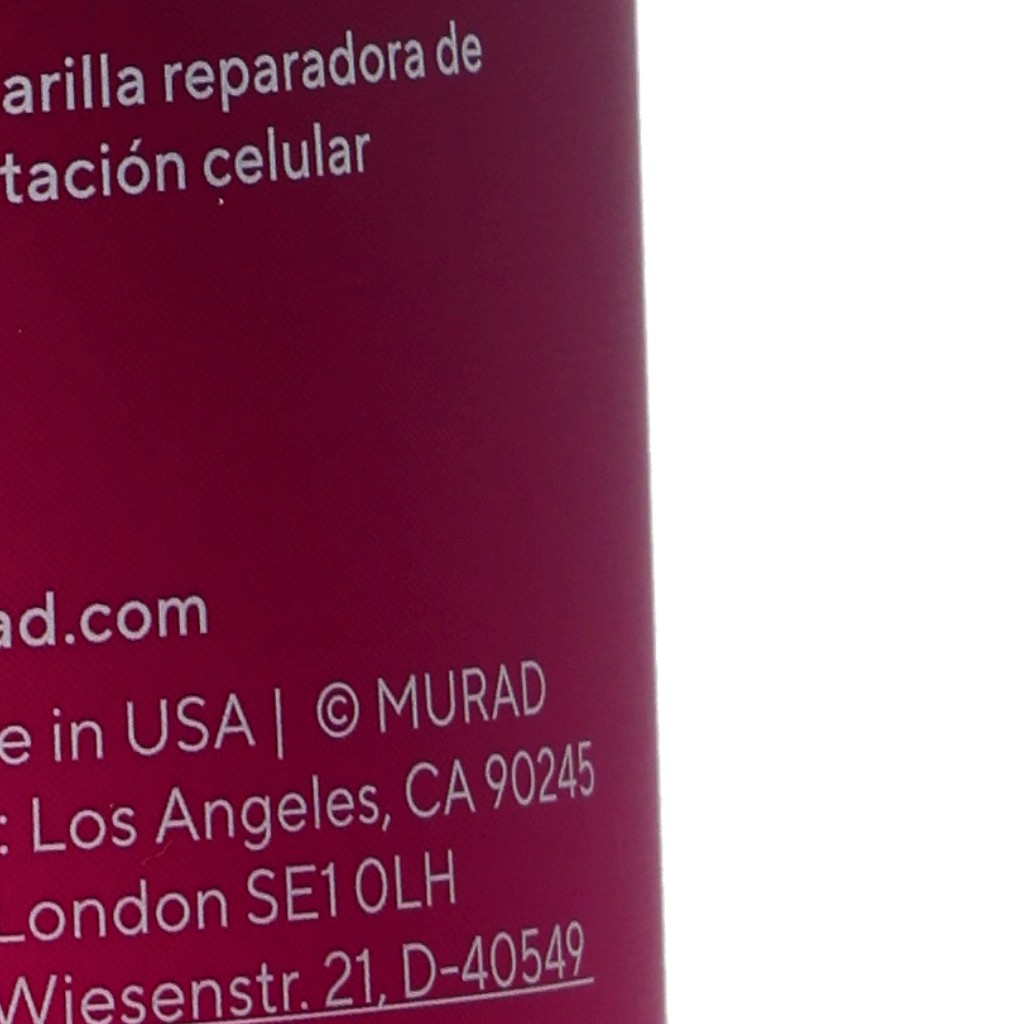 arilla reparadora de
tación celular
ad.com
e in USA | © MURAD
: Los Angeles, CA 90245
London SE1 0LH
Wiesenstr. 21, D-40549